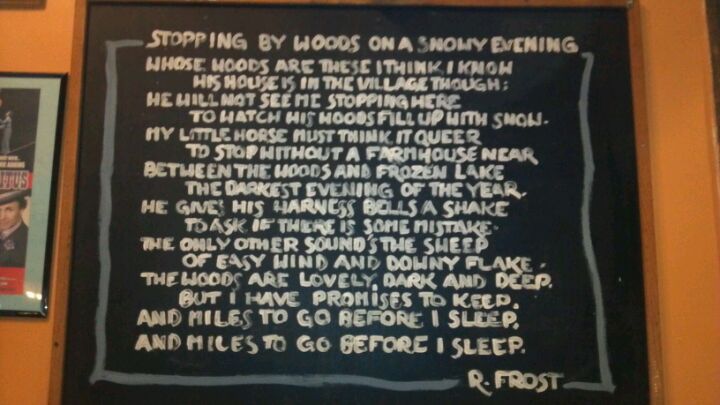 STOPPING BY WOODS ON A SNOWY EVENING
WHOSE WOODS ARE THESE I THINK I KNOW
HIS HOUSE IS IN THE VILLAGE THOUGH;
HE WILL NOT SEE ME STOPPING HERE
TO WATCH HIS WOODS FILL UP WITH SNOW.
MY LITTLE HORSE MUST THINK IT QUEER
TO STOP WITHOUT A FARMHOUSE NEAR
BETWEEN THE WOODS AND FROZEN LAKE
THE DARKEST EVENING OF THE YEAR.
HE GIVES HIS HARNESS BELLS A SHAKE
TO ASK IF THERE IS SOME MISTAKE.
THE ONLY OTHER SOUND'S THE SHEEP
OF EASY WIND AND DOWNY FLAKE.
THE WOODS ARE LOVELY, DARK AND DEEP.
BUT I HAVE PROMISES TO KEEP.
AND MILES TO GO BEFORE I SLEEP,
AND MILES TO GO BEFORE I SLEEP.
R. FROST
ITUS